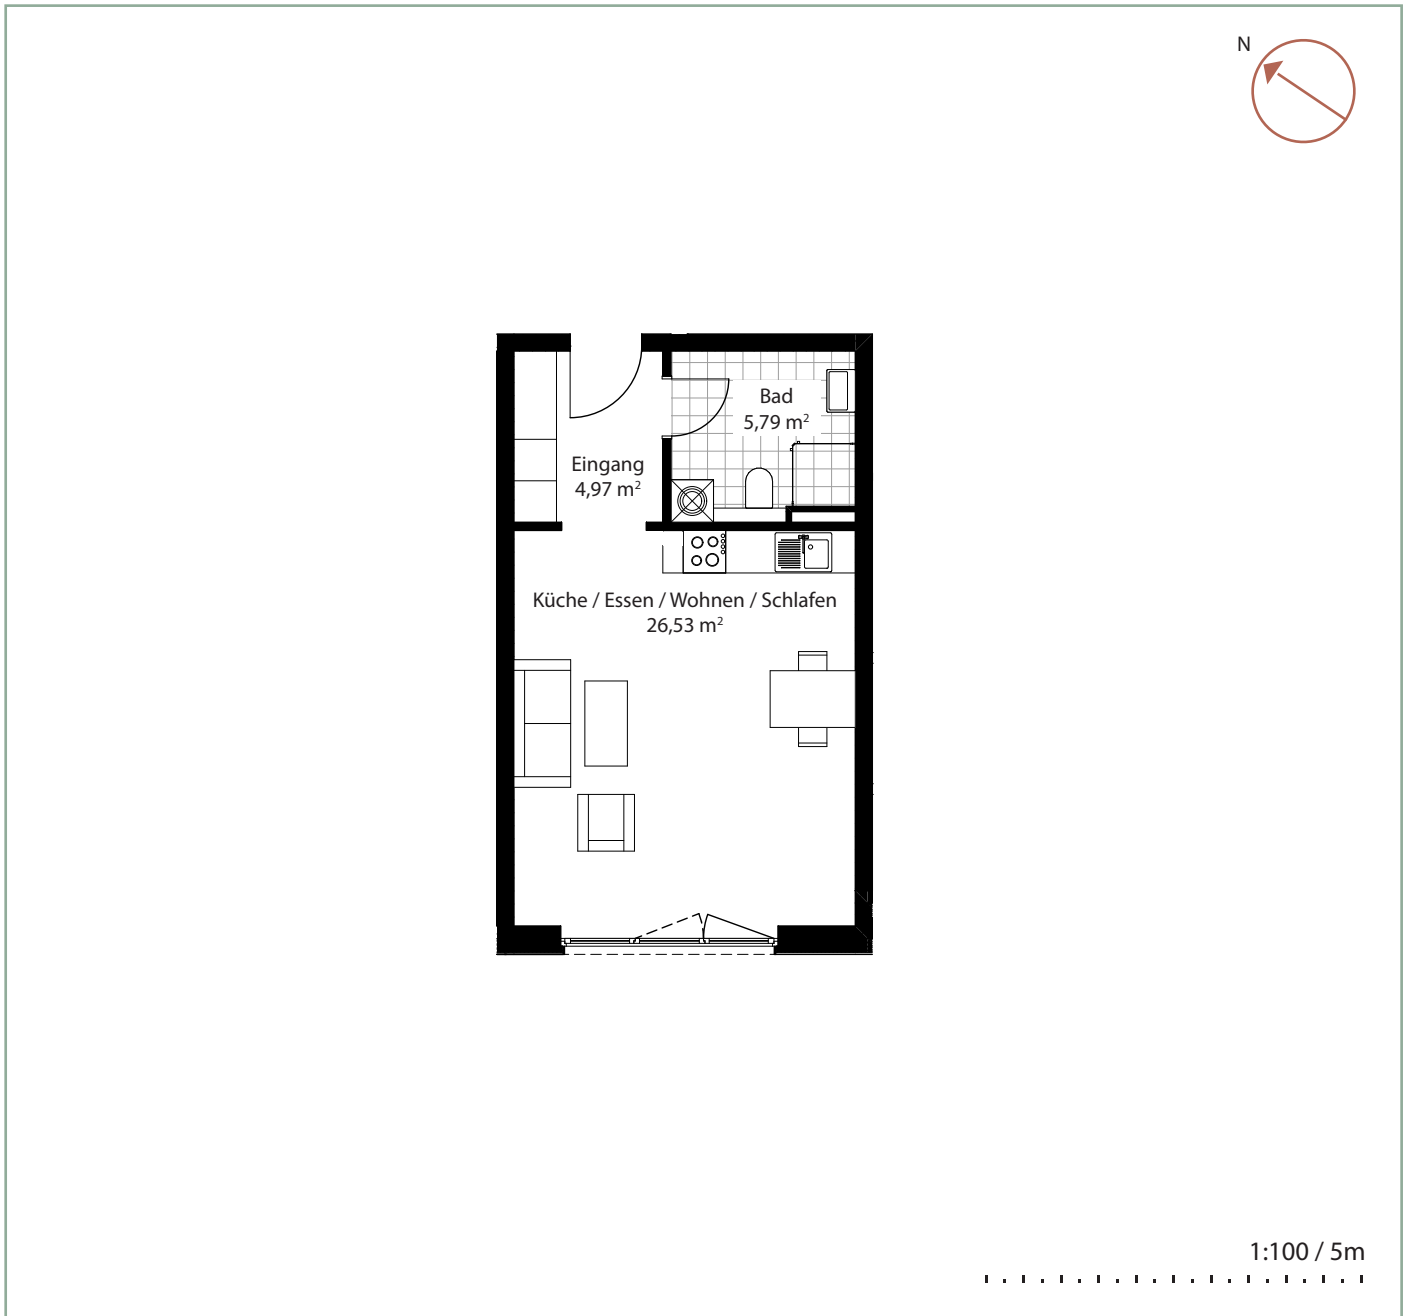 N
Bad
5,79 m²
Eingang
4,97 m²
Küche / Essen / Wohnen / Schlafen
26,53 m²
1:100 / 5m